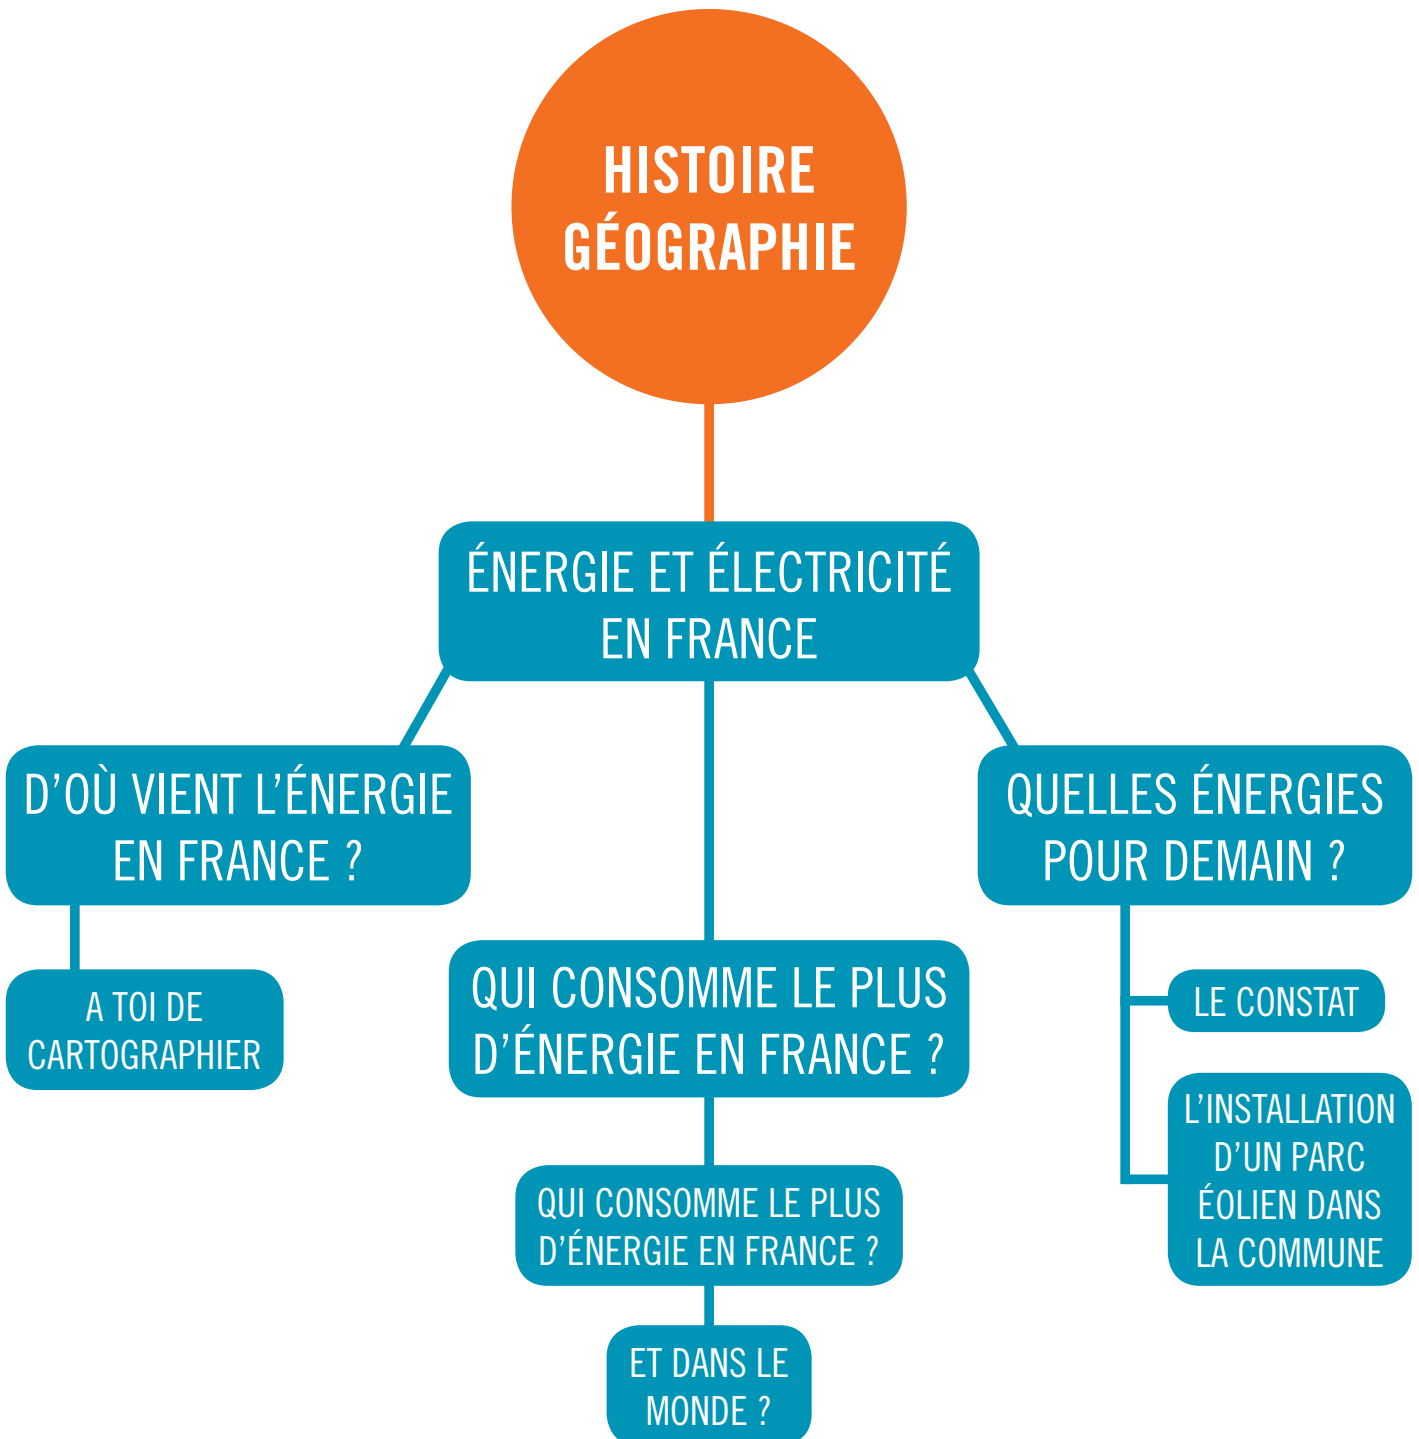 HISTOIRE
GÉOGRAPHIE
ÉNERGIE ET ÉLECTRICITÉ
EN FRANCE
D’OÙ VIENT L’ÉNERGIE
EN FRANCE ?
A TOI DE
CARTOGRAPHIER
QUI CONSOMME LE PLUS
D’ÉNERGIE EN FRANCE ?
QUI CONSOMME LE PLUS
D’ÉNERGIE EN FRANCE ?
ET DANS LE
MONDE ?
QUELLES ÉNERGIES
POUR DEMAIN ?
LE CONSTAT
L’INSTALLATION
D’UN PARC
ÉOLIEN DANS
LA COMMUNE